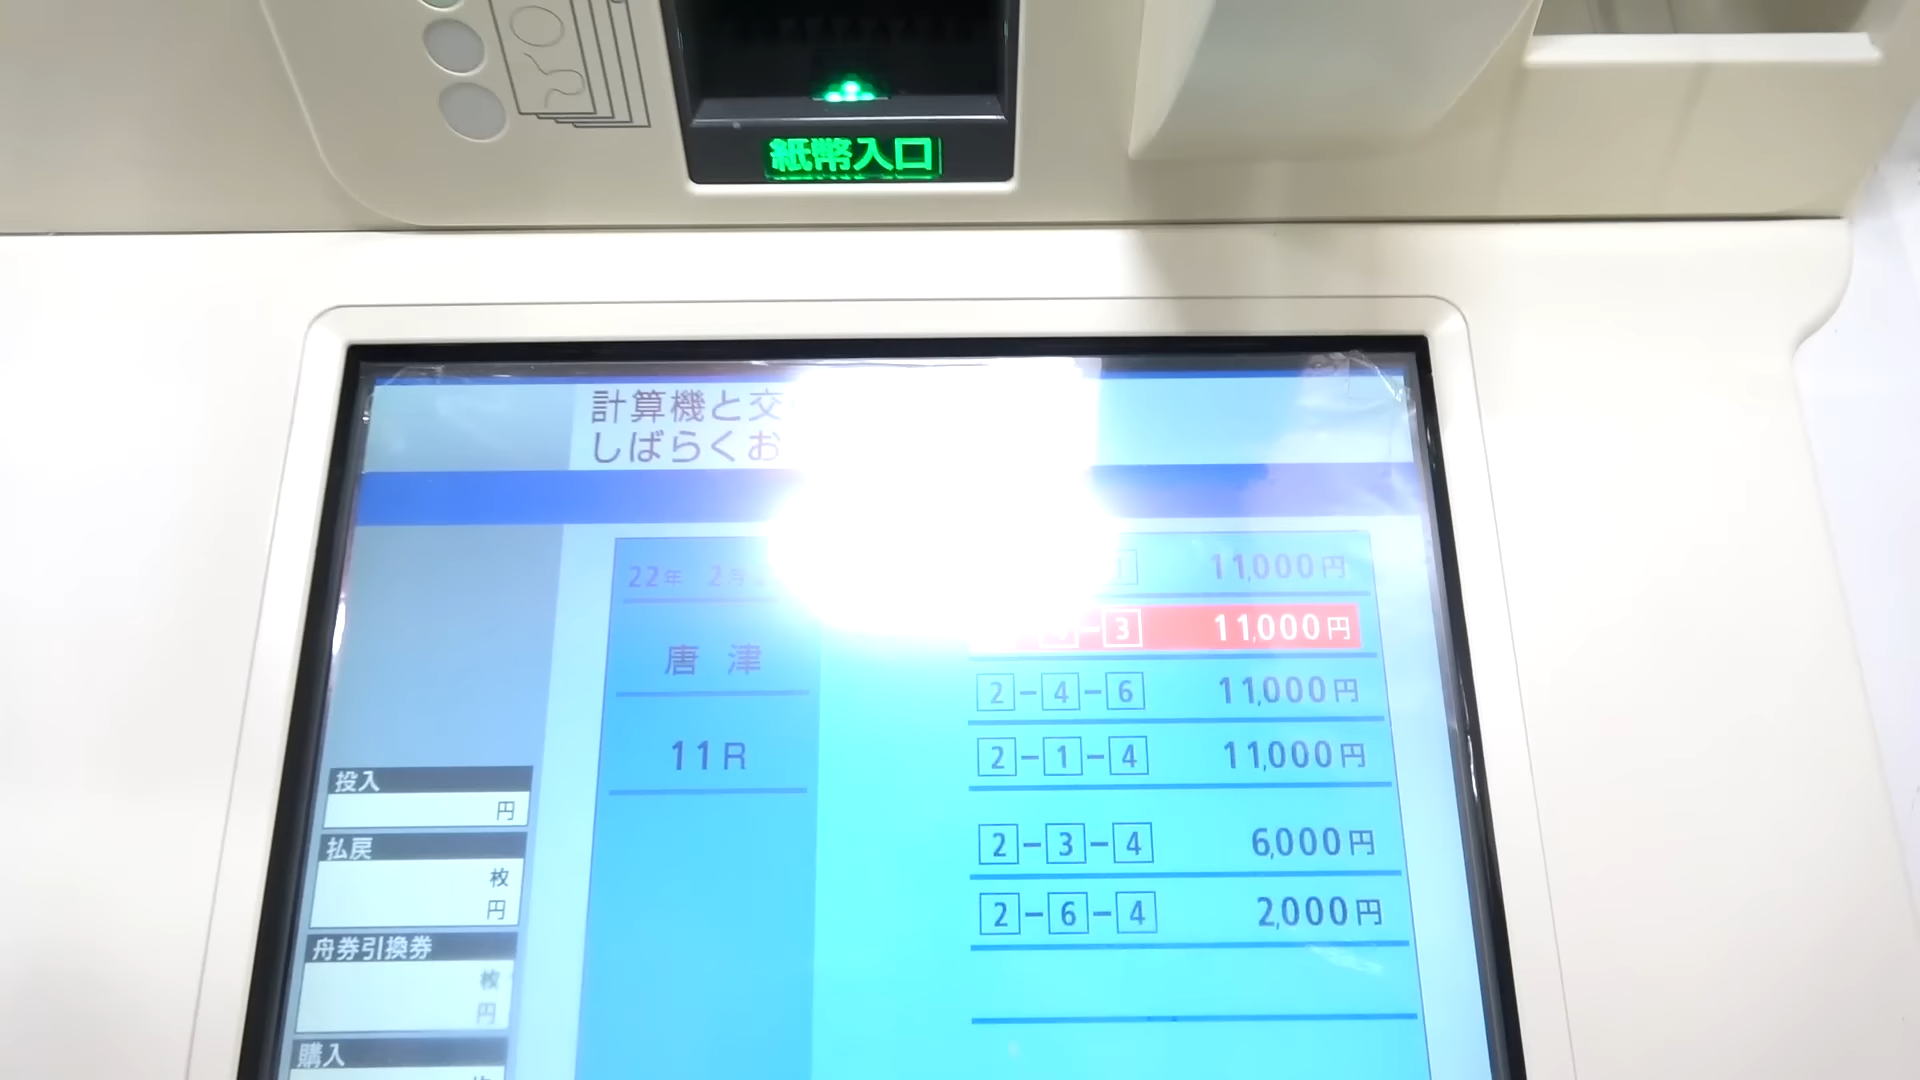 紙幣入口
計算機と交
しばらくお
22年 2月
唐津
11R
11,000円
3 11,000円
2-4-6 11,000円
2-1-4 11,000円
2-3-4 6,000円
2-6-4 2,000円
投入
円
払戻
枚
円
舟券引換券
枚
円
購入